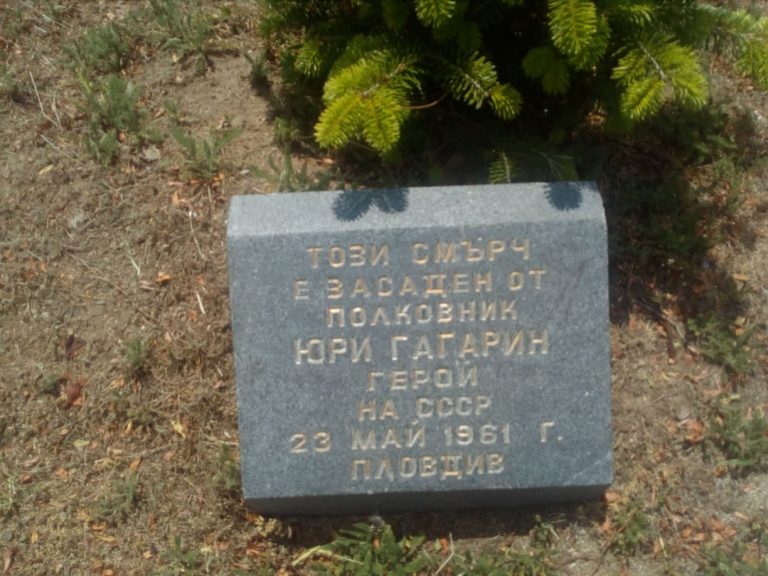 ТОЗИ СМЪРЧ
Е ЗАСАДЕН ОТ
ПОЛКОВНИК
ЮРИ ГАГАРИН
ГЕРОЙ
НА СССР
23 МАЙ 1961 Г.
ПЛОВДИВ